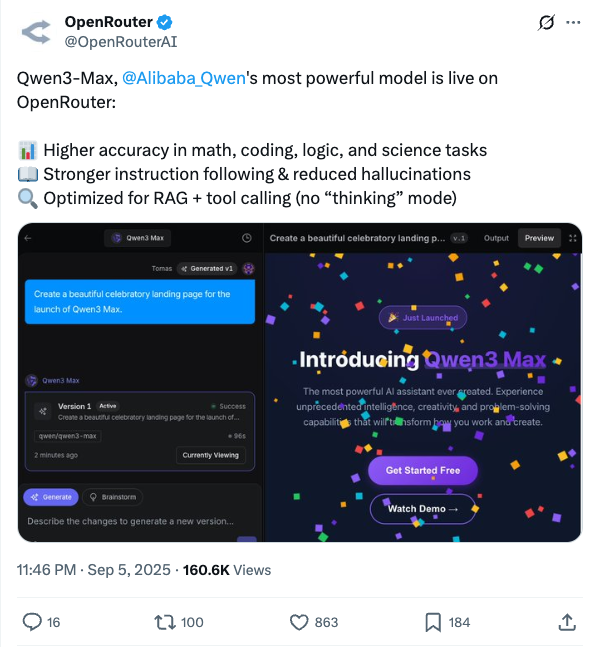 OpenRouter
@OpenRouterAI
Qwen3-Max, @Alibaba_Qwen's most powerful model is live on
OpenRouter:
📊 Higher accuracy in math, coding, logic, and science tasks
📖 Stronger instruction following & reduced hallucinations
🔍 Optimized for RAG + tool calling (no “thinking” mode)
Qwen3 Max
Tomas Generated v1
Create a beautiful celebratory landing page for the
launch of Qwen3 Max.
Qwen3 Max
Version 1 Active Success
Create a beautiful celebratory landing page for the launch of...
qwen/qwen3-max 96s
2 minutes ago Currently Viewing
Generate Brainstorm
Describe the changes to generate a new version...
Create a beautiful celebratory landing p... v.1 Output Preview
🎉 Just Launched
Introducing Qwen3 Max
The most powerful AI assistant ever created. Experience
unprecedented intelligence, creativity, and problem-solving
capabilities that will transform how you work and create.
Get Started Free
Watch Demo →
11:46 PM · Sep 5, 2025 · 160.6K Views
16 100 863 184